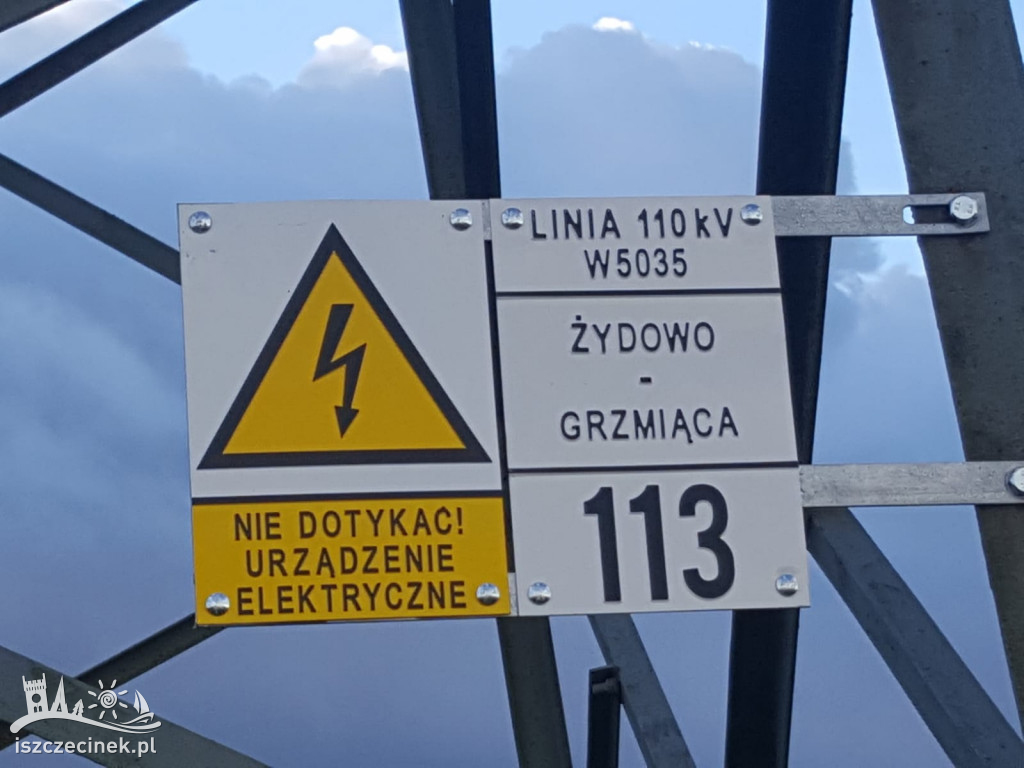 NIE DOTYKAĆ!
URZĄDZENIE
ELEKTRYCZNE
LINIA 110 kV
W5035
ŻYDOWO
-
GRZMIĄCA
113
iszczecinek.pl